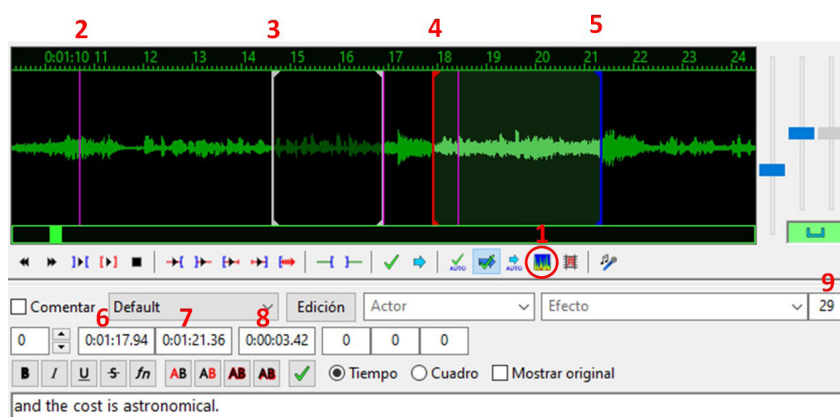 2 3 4 5
0:01:10 11 12 13 14 15 16 17 18 19 20 21 22 23 24
1
AUTO AUTO
9
Comentar Default Edición Actor Efecto 29
6 7 8
0 0:01:17.94 0:01:21.36 0:00:03.42 0 0 0
B I U S fn AB AB AB AB Tiempo Cuadro Mostrar original
and the cost is astronomical.